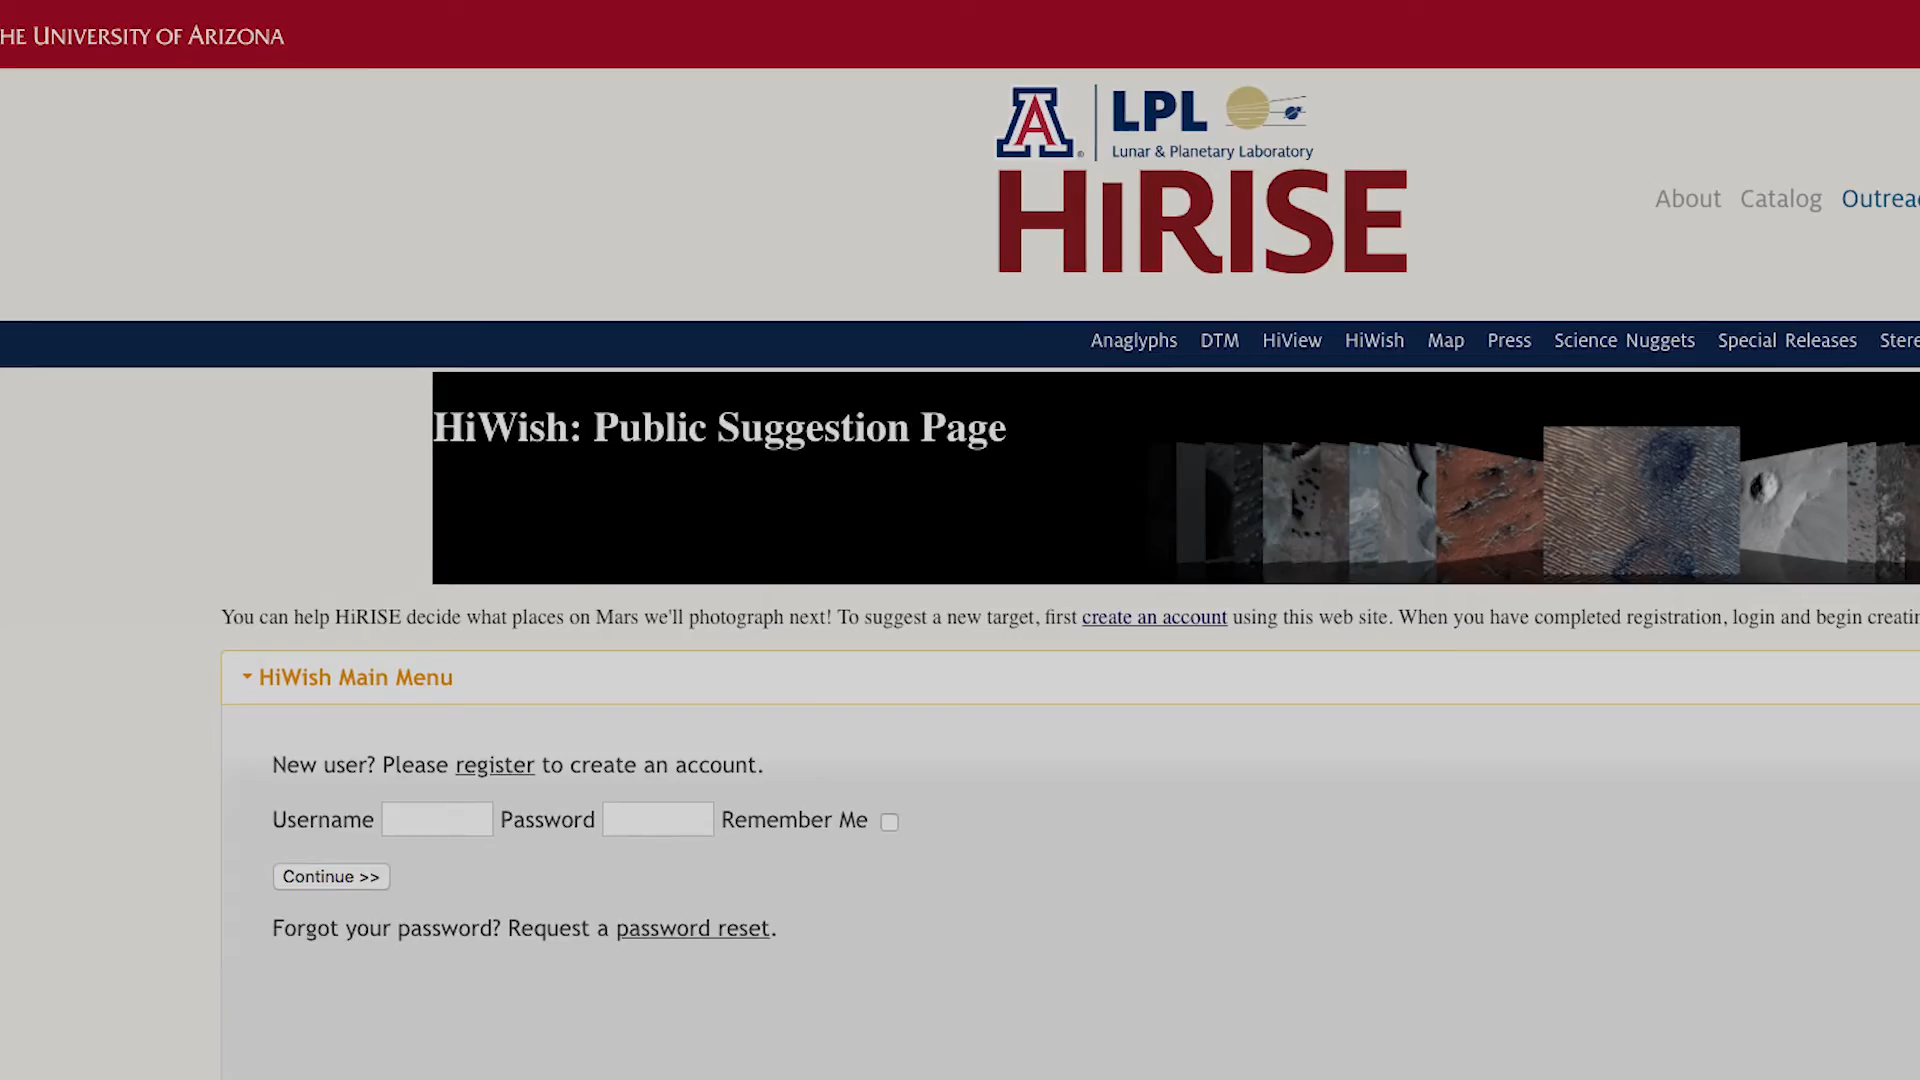 HE UNIVERSITY OF ARIZONA
A ® LPL
Lunar & Planetary Laboratory
HiRISE
About Catalog Outreac
Anaglyphs DTM HiView HiWish Map Press Science Nuggets Special Releases Stere
HiWish: Public Suggestion Page
You can help HiRISE decide what places on Mars we'll photograph next! To suggest a new target, first create an account using this web site. When you have completed registration, login and begin creatin
HiWish Main Menu
New user? Please register to create an account.
Username Password Remember Me
Continue >>
Forgot your password? Request a password reset.